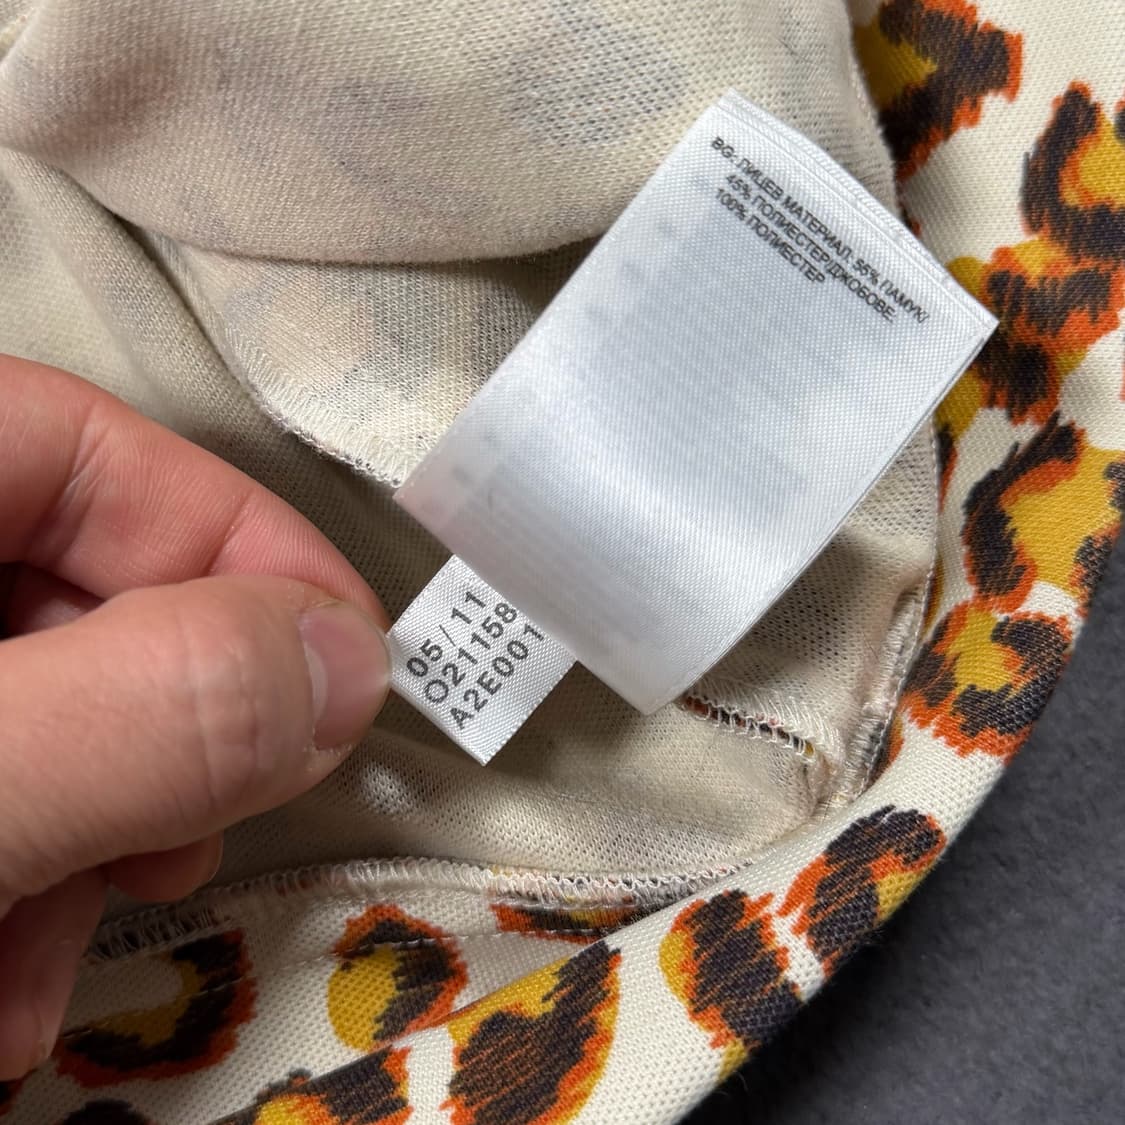 BG: ЛИЦЕВ МАТЕРИАЛ: 55% ПАМУК/
45% ПОЛИЕСТЕР/ДЖОБОВЕ:
100% ПОЛИЕСТЕР
05/11
O21158
A2E001